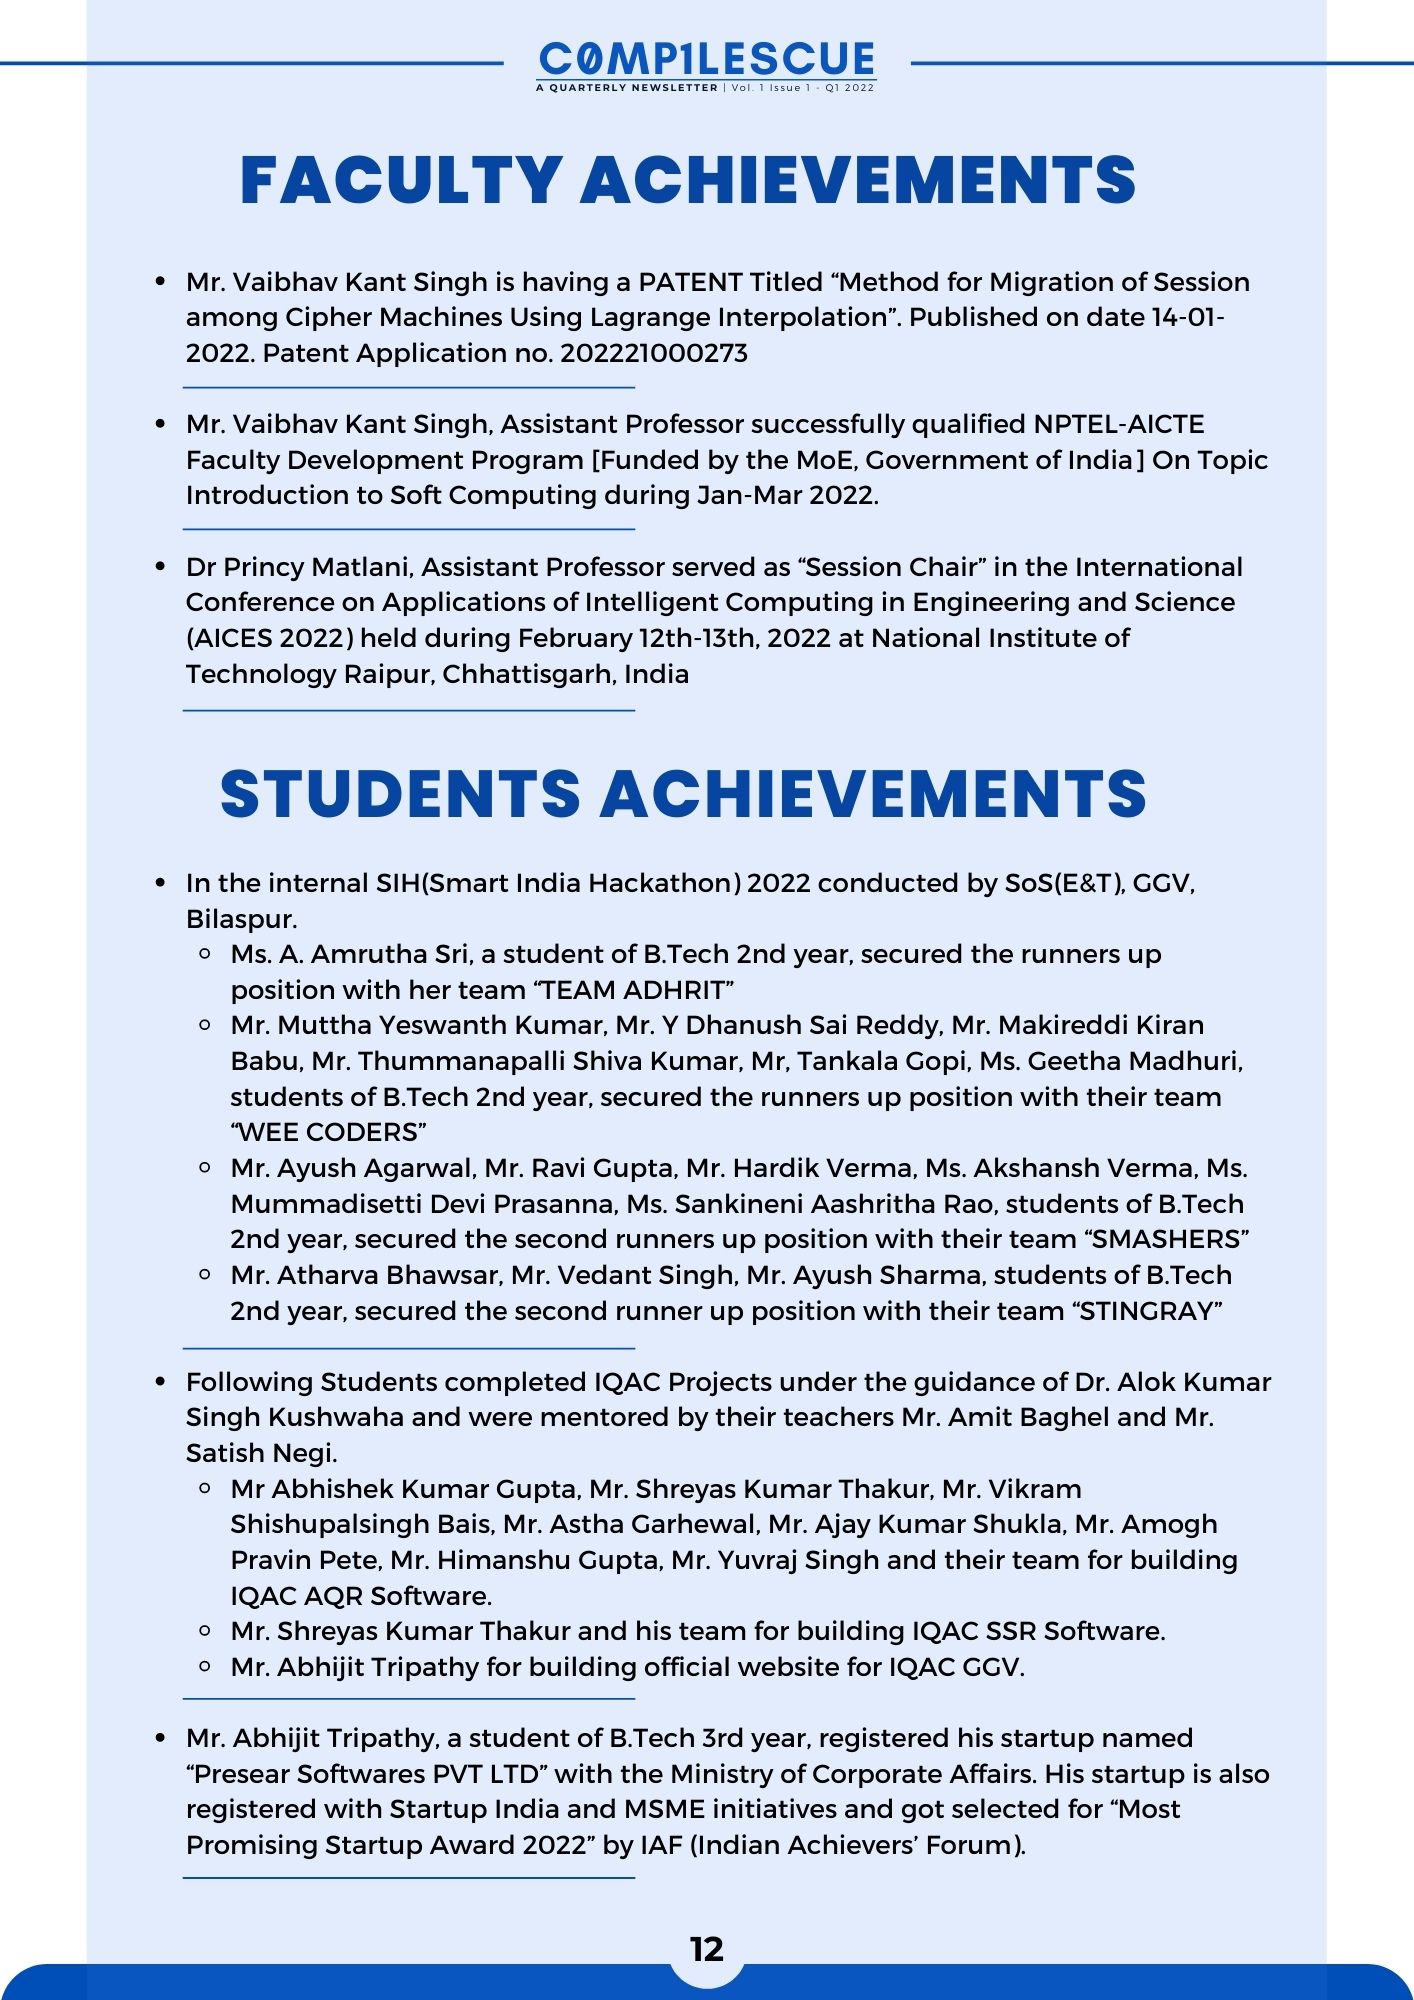 C0MP1LESCUE
A QUARTERLY NEWSLETTER | Vol. 1 Issue 1 - Q1 2022
FACULTY ACHIEVEMENTS
• Mr. Vaibhav Kant Singh is having a PATENT Titled “Method for Migration of Session
among Cipher Machines Using Lagrange Interpolation”. Published on date 14-01-
2022. Patent Application no. 202221000273
• Mr. Vaibhav Kant Singh, Assistant Professor successfully qualified NPTEL-AICTE
Faculty Development Program [Funded by the MoE, Government of India] On Topic
Introduction to Soft Computing during Jan-Mar 2022.
• Dr Princy Matlani, Assistant Professor served as “Session Chair” in the International
Conference on Applications of Intelligent Computing in Engineering and Science
(AICES 2022) held during February 12th-13th, 2022 at National Institute of
Technology Raipur, Chhattisgarh, India
STUDENTS ACHIEVEMENTS
• In the internal SIH(Smart India Hackathon) 2022 conducted by SoS(E&T), GGV,
Bilaspur.
◦ Ms. A. Amrutha Sri, a student of B.Tech 2nd year, secured the runners up
position with her team “TEAM ADHRIT”
◦ Mr. Muttha Yeswanth Kumar, Mr. Y Dhanush Sai Reddy, Mr. Makireddi Kiran
Babu, Mr. Thummanapalli Shiva Kumar, Mr, Tankala Gopi, Ms. Geetha Madhuri,
students of B.Tech 2nd year, secured the runners up position with their team
“WEE CODERS”
◦ Mr. Ayush Agarwal, Mr. Ravi Gupta, Mr. Hardik Verma, Ms. Akshansh Verma, Ms.
Mummadisetti Devi Prasanna, Ms. Sankineni Aashritha Rao, students of B.Tech
2nd year, secured the second runners up position with their team “SMASHERS”
◦ Mr. Atharva Bhawsar, Mr. Vedant Singh, Mr. Ayush Sharma, students of B.Tech
2nd year, secured the second runner up position with their team “STINGRAY”
• Following Students completed IQAC Projects under the guidance of Dr. Alok Kumar
Singh Kushwaha and were mentored by their teachers Mr. Amit Baghel and Mr.
Satish Negi.
◦ Mr Abhishek Kumar Gupta, Mr. Shreyas Kumar Thakur, Mr. Vikram
Shishupalsingh Bais, Mr. Astha Garhewal, Mr. Ajay Kumar Shukla, Mr. Amogh
Pravin Pete, Mr. Himanshu Gupta, Mr. Yuvraj Singh and their team for building
IQAC AQR Software.
◦ Mr. Shreyas Kumar Thakur and his team for building IQAC SSR Software.
◦ Mr. Abhijit Tripathy for building official website for IQAC GGV.
• Mr. Abhijit Tripathy, a student of B.Tech 3rd year, registered his startup named
“Presear Softwares PVT LTD” with the Ministry of Corporate Affairs. His startup is also
registered with Startup India and MSME initiatives and got selected for “Most
Promising Startup Award 2022” by IAF (Indian Achievers’ Forum).
12